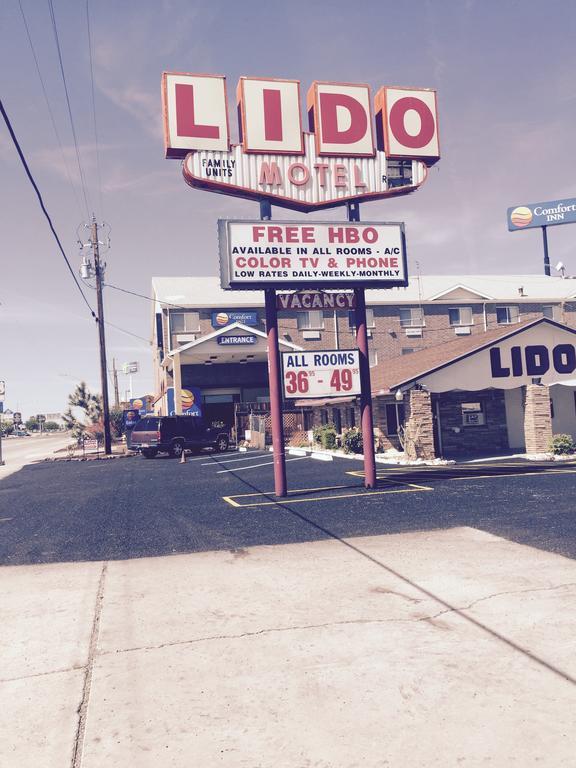 LIDO
FAMILY
UNITS
MOTEL
FREE HBO
AVAILABLE IN ALL ROOMS - A/C
COLOR TV & PHONE
LOW RATES DAILY-WEEKLY-MONTHLY
VACANCY
ALL ROOMS
36.95 - 49.95
Comfort
INN
Comfort
ENTRANCE
LIDO